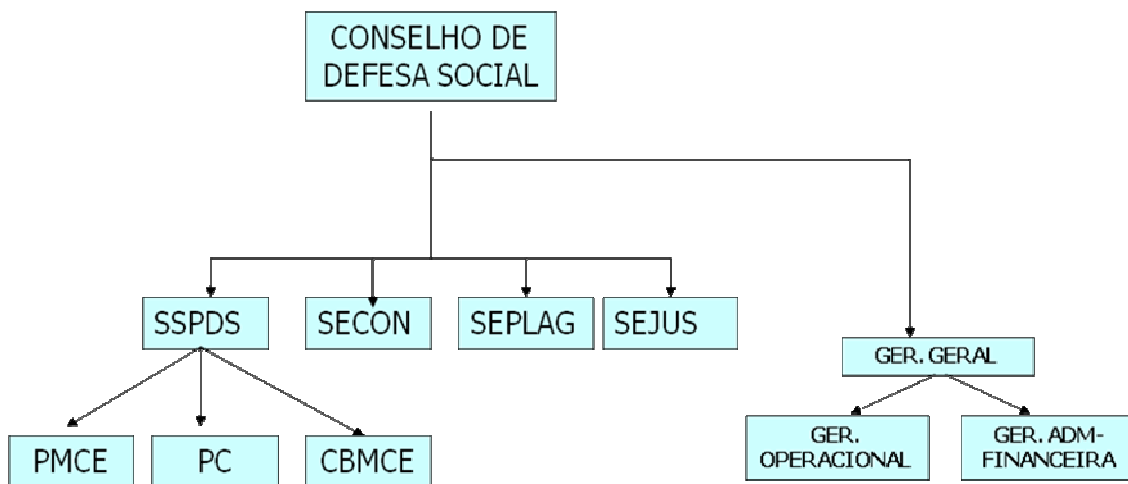 CONSELHO DE
DEFESA SOCIAL
SSPDS
SECON
SEPLAG
SEJUS
GER. GERAL
PMCE
PC
CBMCE
GER.
OPERACIONAL
GER. ADM-
FINANCEIRA